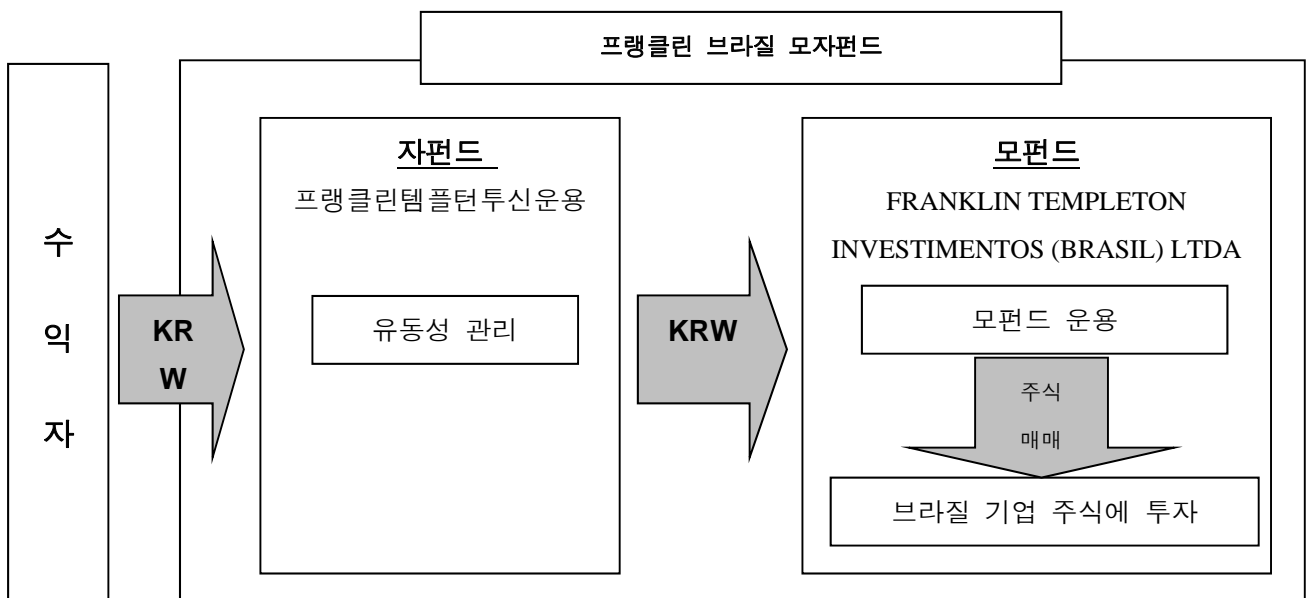 프랭클린 브라질 모자펀드
수
익
자
KR
W
자펀드
프랭클린템플턴투신운용
유동성 관리
KRW
모펀드
FRANKLIN TEMPLETON
INVESTIMENTOS (BRASIL) LTDA
모펀드 운용
주식
매매
브라질 기업 주식에 투자